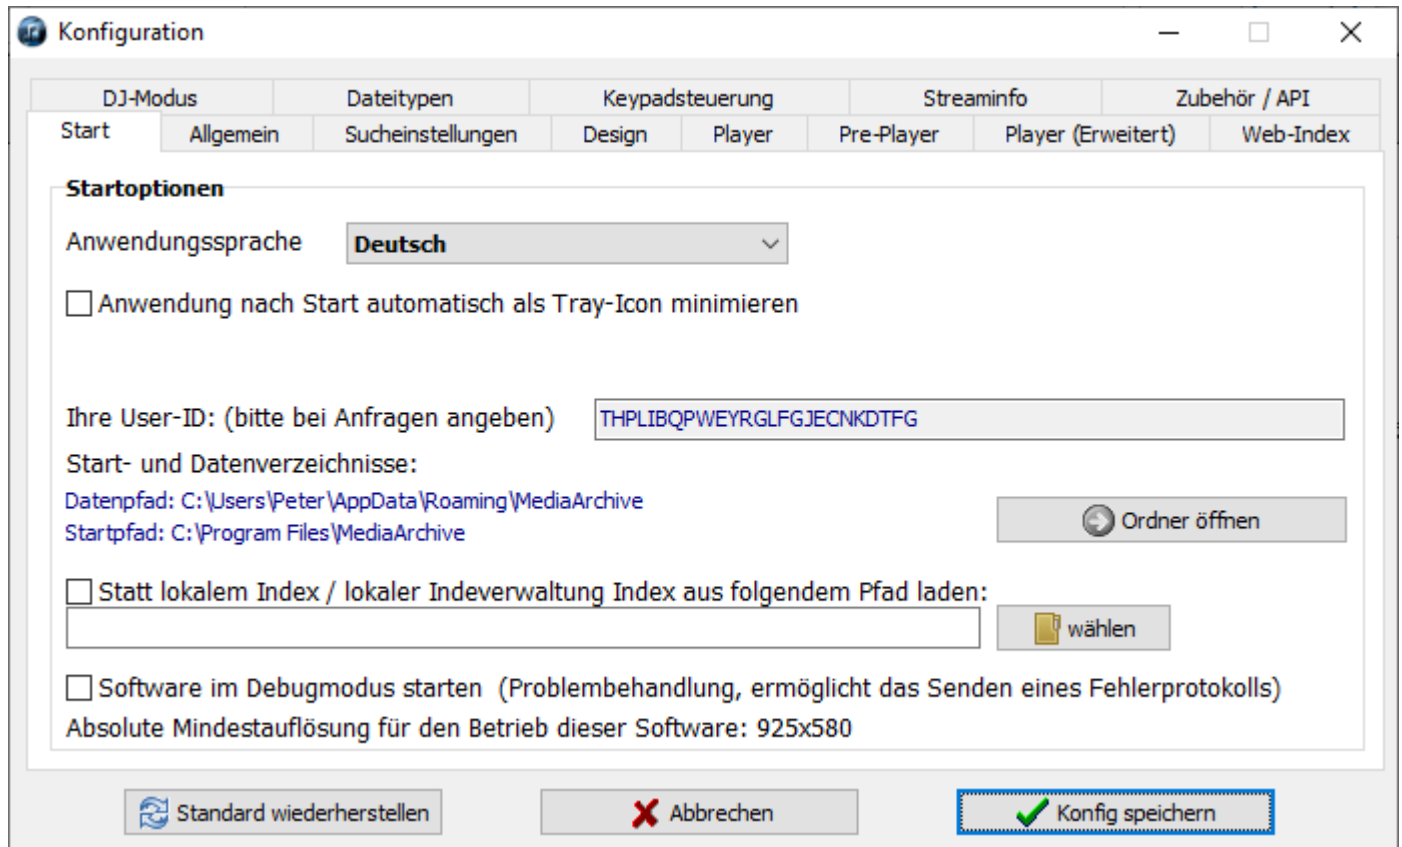 Konfiguration
DJ-Modus Dateitypen Keypadsteuerung Streaminfo Zubehör / API
Start Allgemein Sucheinstellungen Design Player Pre-Player Player (Erweitert) Web-Index
Startoptionen
Anwendungssprache Deutsch
Anwendung nach Start automatisch als Tray-Icon minimieren
Ihre User-ID: (bitte bei Anfragen angeben) THPLIBQPWEYRGLFGJECNKDTFG
Start- und Datenverzeichnisse:
Datenpfad: C:\Users\Peter\AppData\Roaming\MediaArchive
Startpfad: C:\Program Files\MediaArchive
Ordner öffnen
Statt lokalem Index / lokaler Indeverwaltung Index aus folgendem Pfad laden:
wählen
Software im Debugmodus starten (Problembehandlung, ermöglicht das Senden eines Fehlerprotokolls)
Absolute Mindestauflösung für den Betrieb dieser Software: 925x580
Standard wiederherstellen Abbrechen Konfig speichern